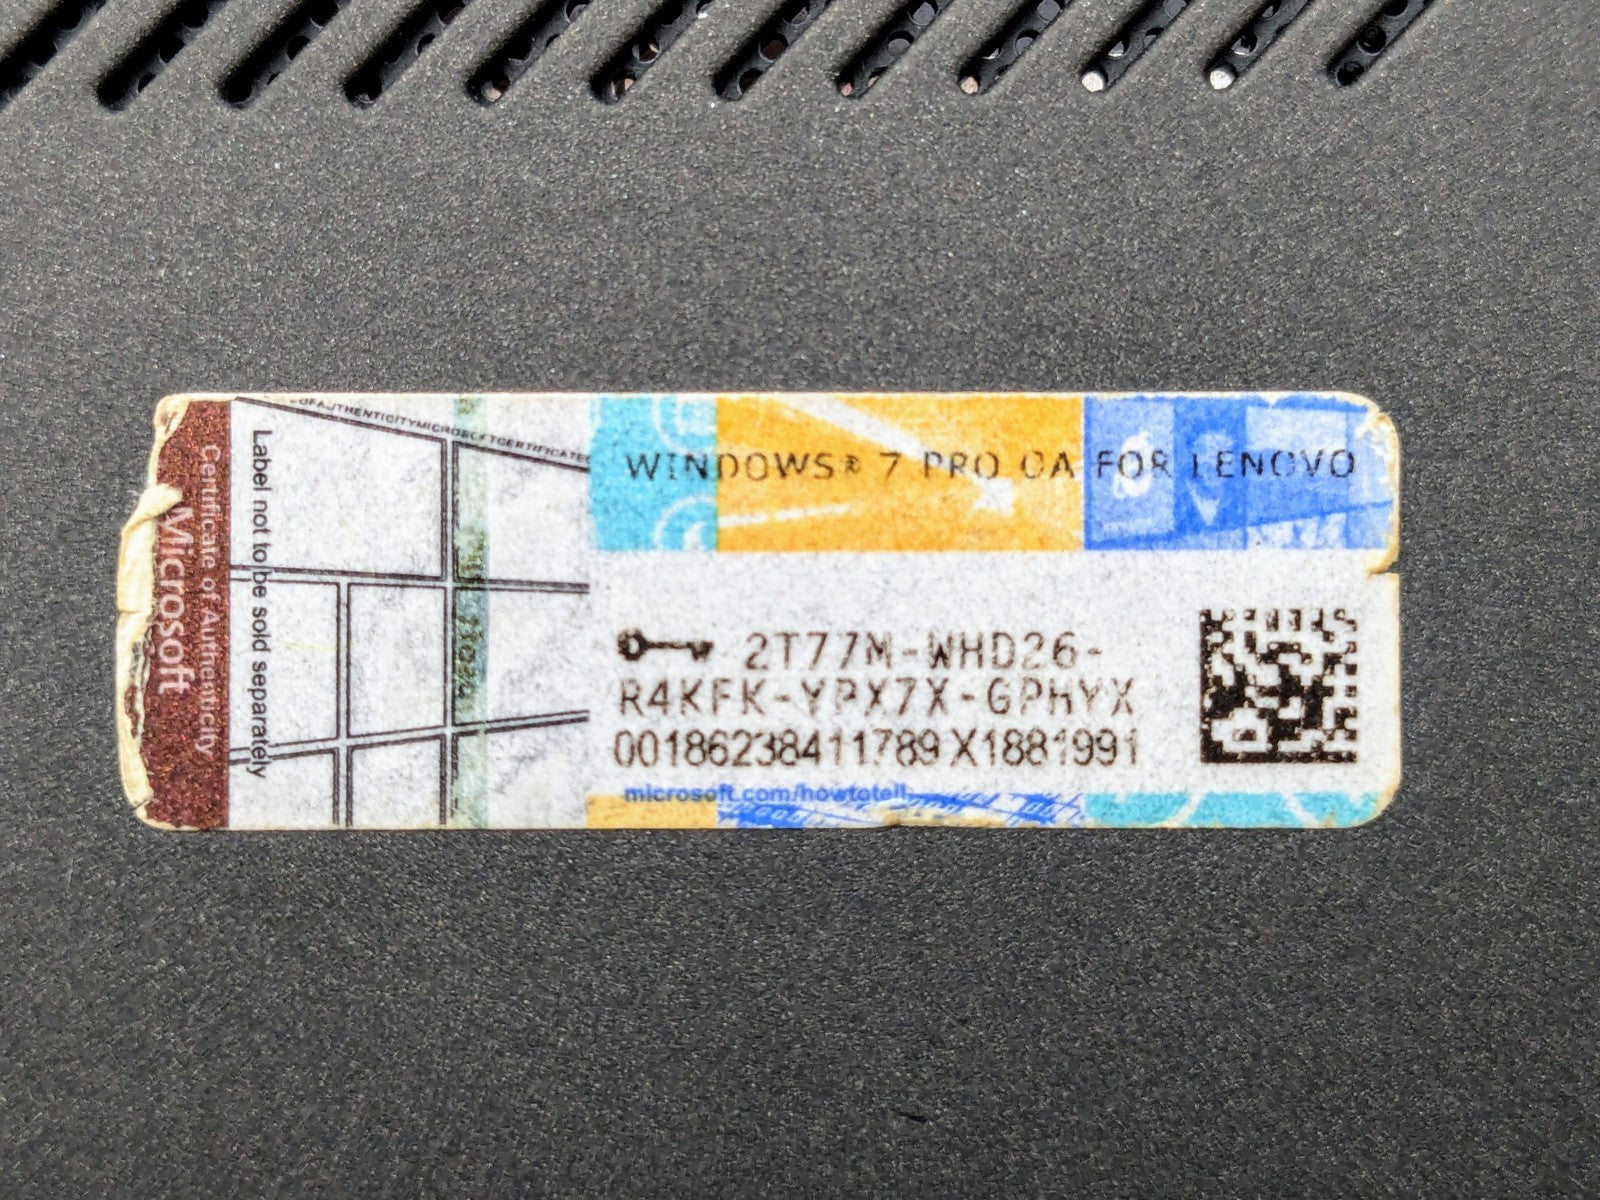 Microsoft
Certificate of Authenticity
Label not to be sold separately
OFAUTHENTICITYMICROSOFTCERTIFICATE
WINDOWS® 7 PRO OA FOR LENOVO
2T77M-WHD26-
R4KFK-YPX7X-GPHYX
00186238411789 X1881991
microsoft.com/howtotell